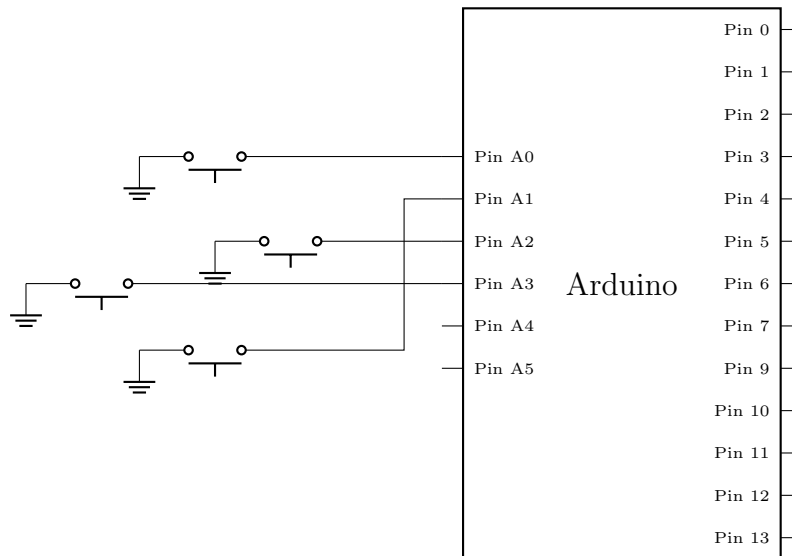 Pin 0
Pin 1
Pin 2
Pin A0
Pin 3
Pin A1
Pin 4
Pin A2
Pin 5
Pin A3
Arduino
Pin 6
Pin A4
Pin 7
Pin A5
Pin 9
Pin 10
Pin 11
Pin 12
Pin 13